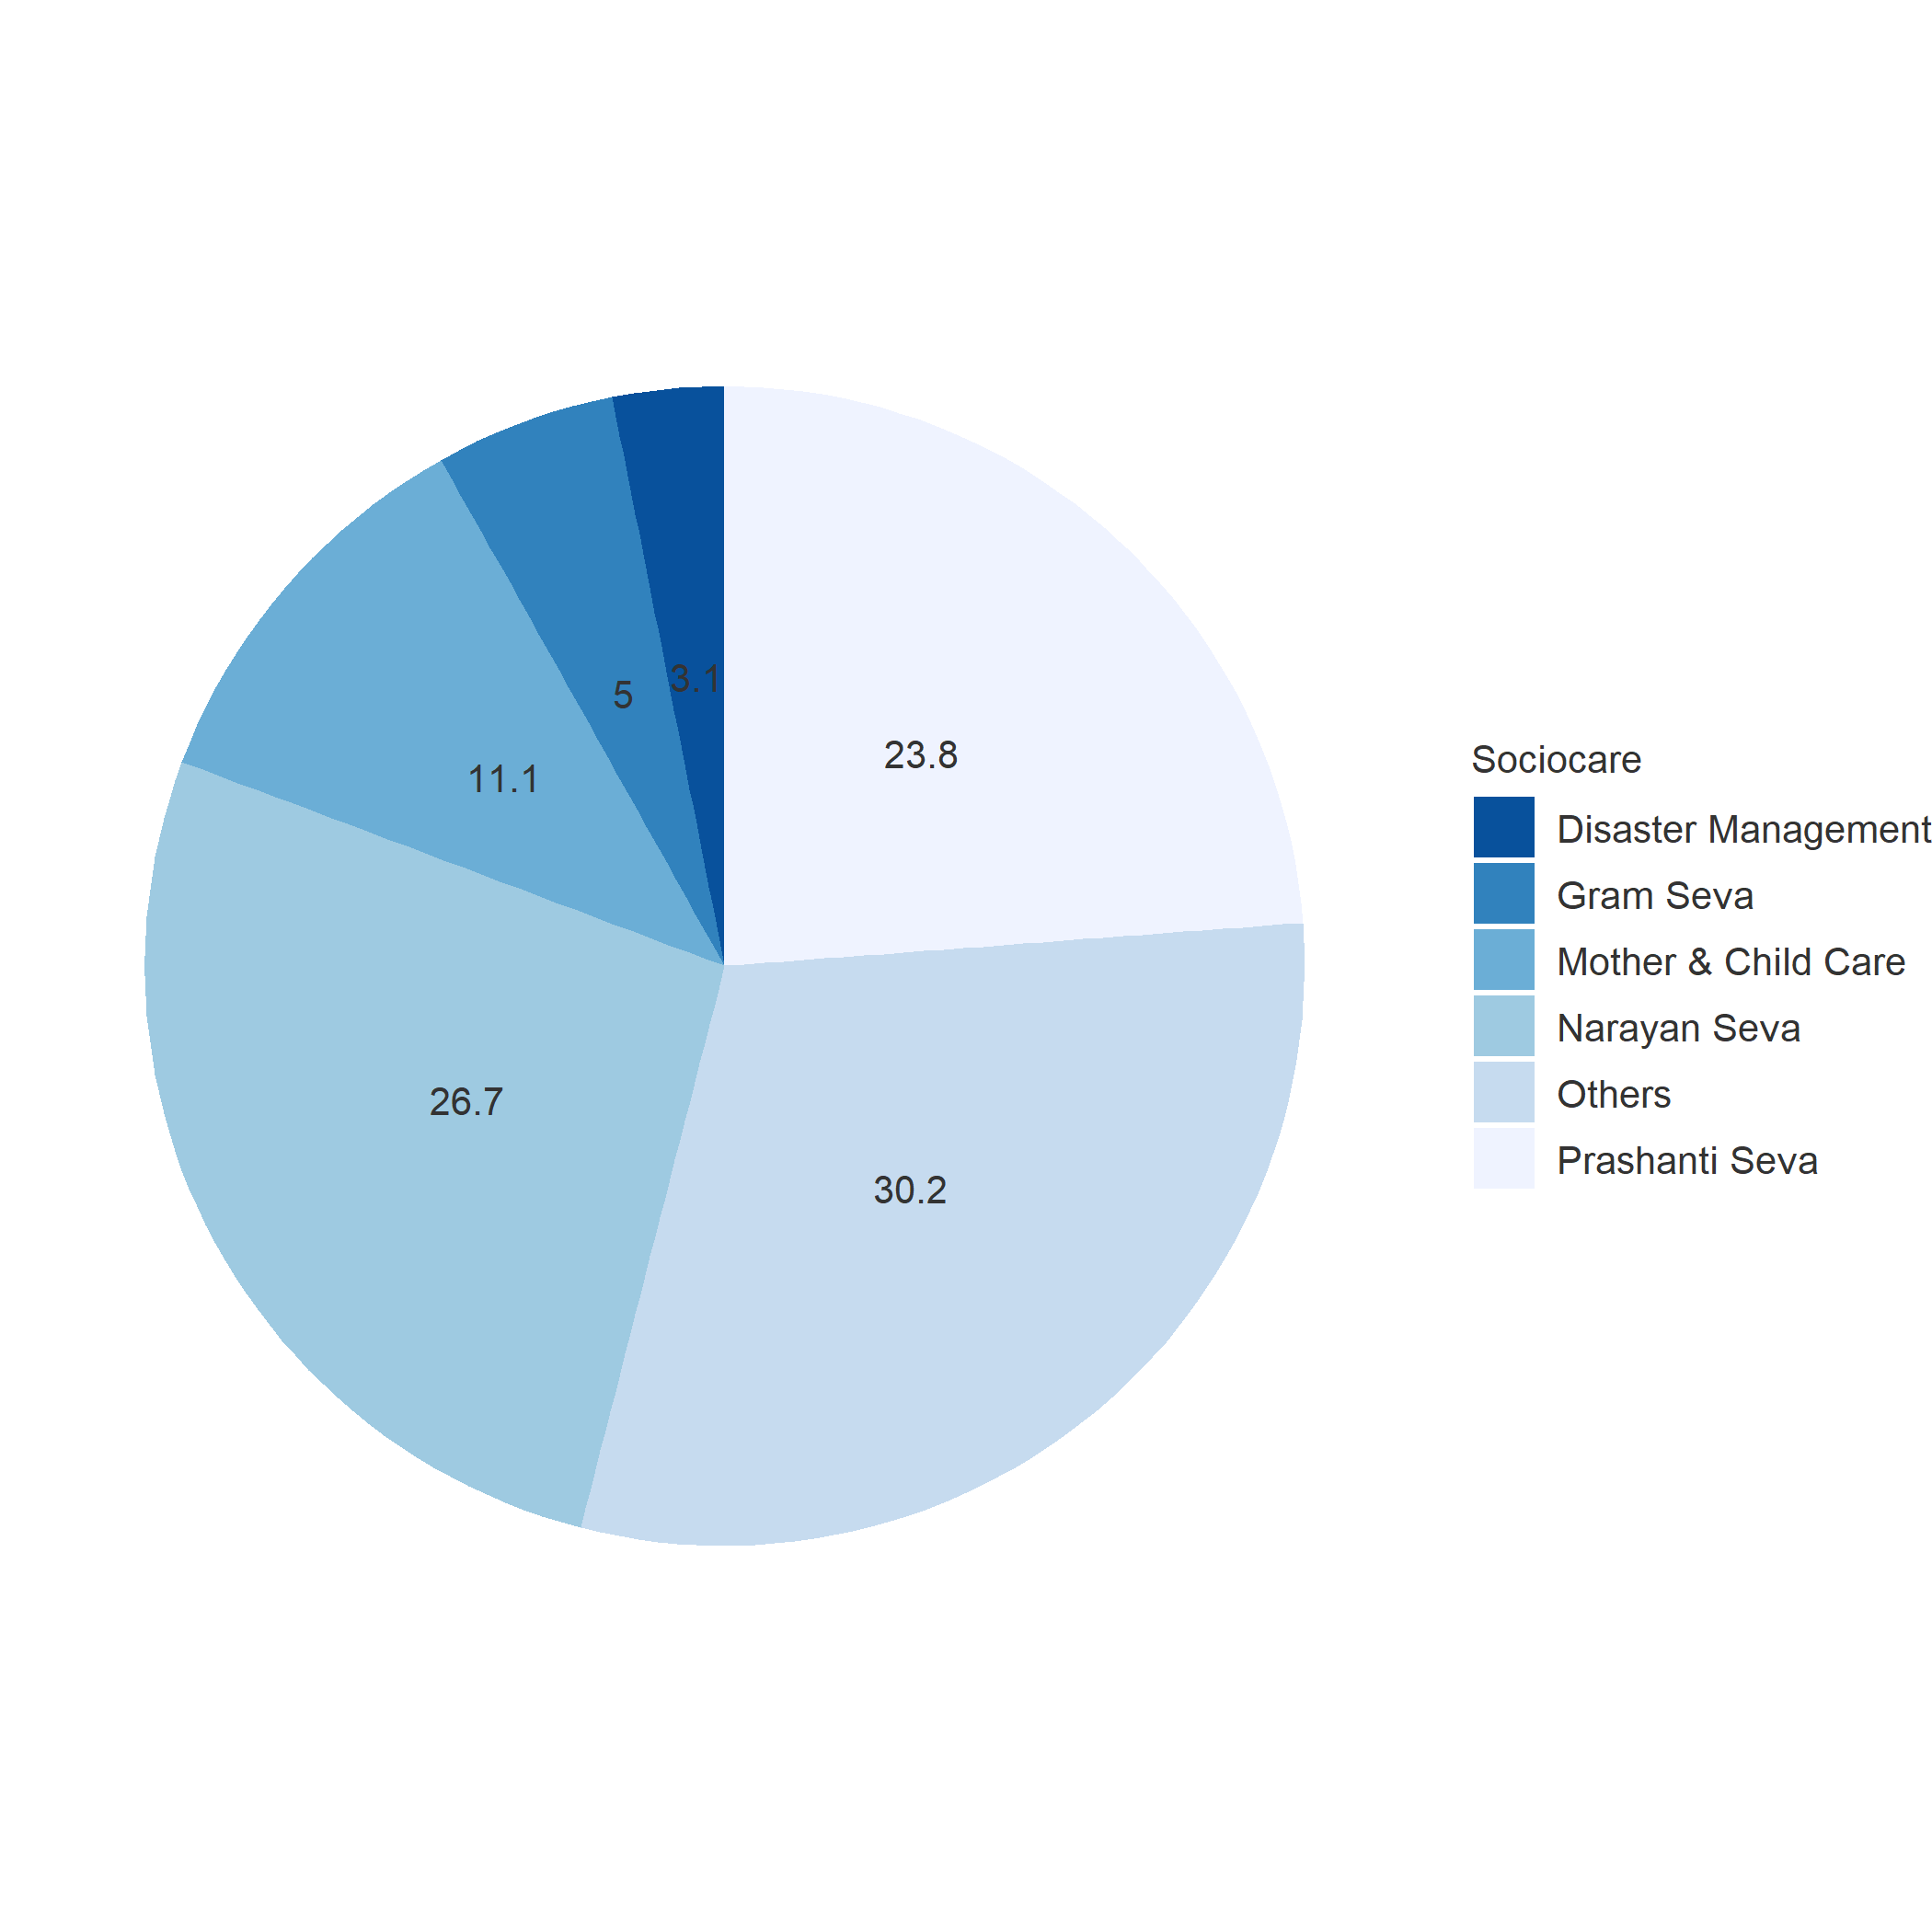 3.1
5
23.8
11.1
26.7
30.2
Sociocare
Disaster Management
Gram Seva
Mother & Child Care
Narayan Seva
Others
Prashanti Seva